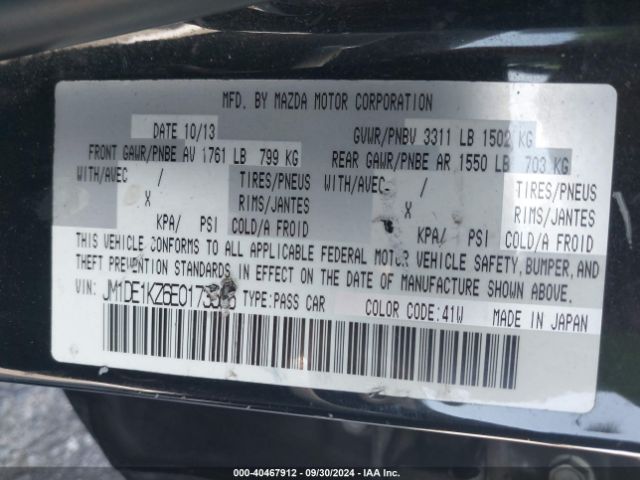 MFD. BY MAZDA MOTOR CORPORATION
DATE 10/13 GVWR/PNBV 3311 LB 1502 KG
FRONT GAWR/PNBE AV 1761 LB 799 KG REAR GAWR/PNBE AR 1550 LB 703 KG
WITH/AVEC / TIRES/PNEUS WITH/AVEC / TIRES/PNEUS
X RIMS/JANTES X RIMS/JANTES
KPA/ PSI COLD/A FROID KPA/ PSI COLD/A FROID
THIS VEHICLE CONFORMS TO ALL APPLICABLE FEDERAL MOTOR VEHICLE SAFETY, BUMPER, AND
THEFT PREVENTION STANDARDS IN EFFECT ON THE DATE OF MANUFACTURE SHOWN ABOVE.
VIN: TYPE:PASS CAR COLOR CODE:41W MADE IN JAPAN
000-40467912 - 09/30/2024 - IAA Inc.